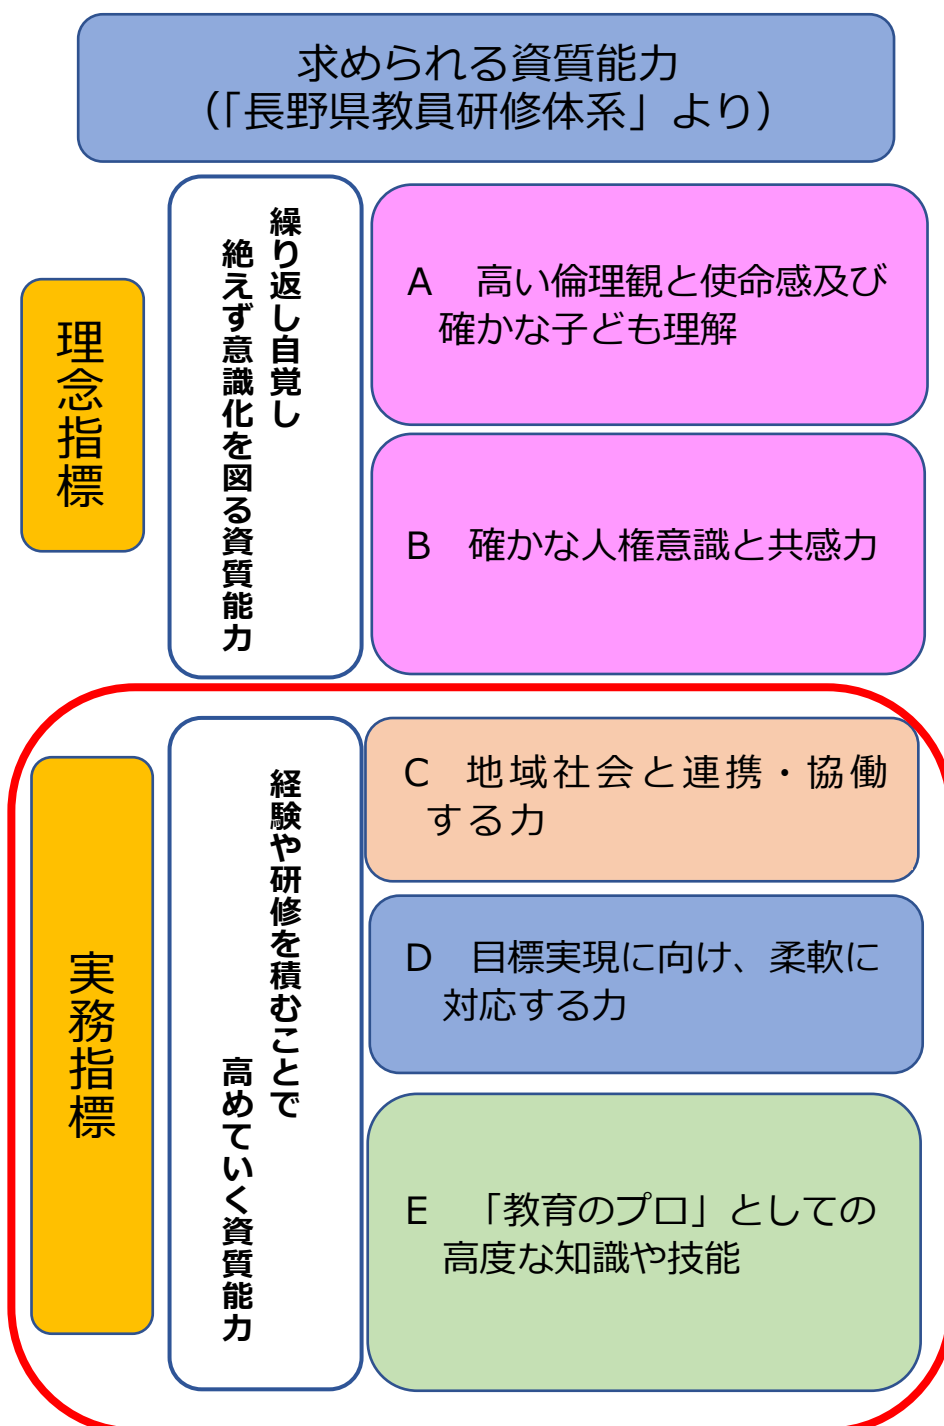 求められる資質能力
（「長野県教員研修体系」より）
理念指標
繰り返し自覚し
絶えず意識化を図る資質能力
A　高い倫理観と使命感及び
確かな子ども理解
B　確かな人権意識と共感力
実務指標
経験や研修を積むことで
高めていく資質能力
C　地域社会と連携・協働
する力
D　目標実現に向け、柔軟に
対応する力
E　「教育のプロ」としての
高度な知識や技能